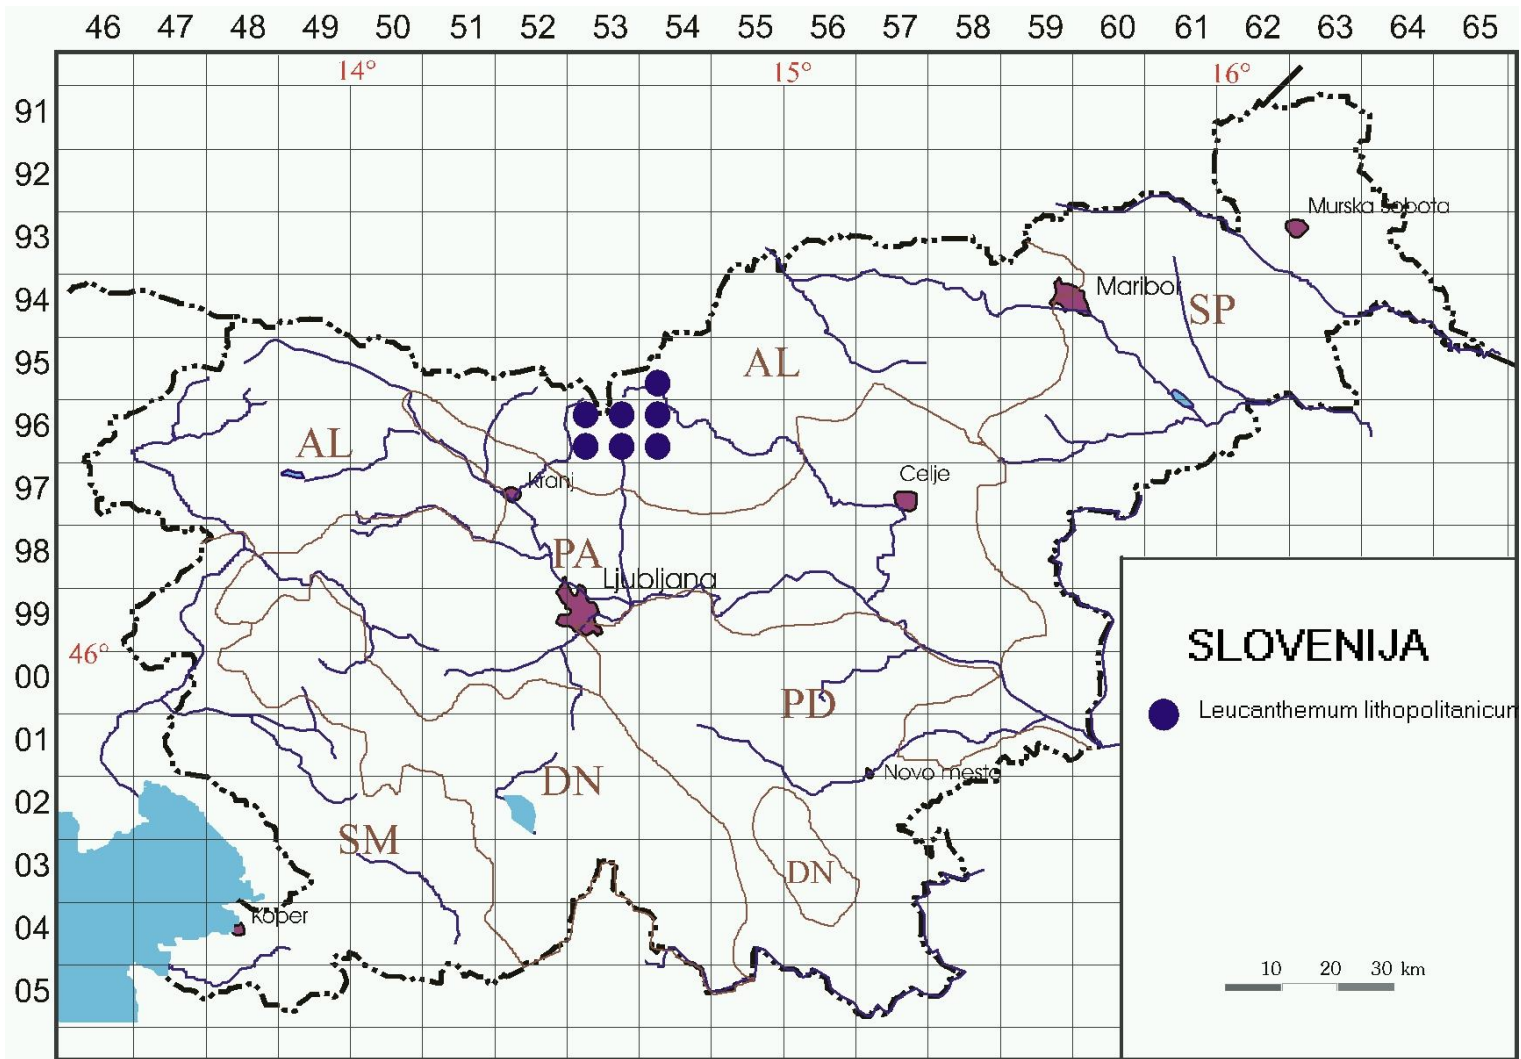 46 47 48 49 50 51 52 53 54 55 56 57 58 59 60 61 62 63 64 65
14° 15° 16°
91
92
Murska sobota
93
94
Maribor
SP
95
AL
96
AL
Celje
97
Kranj
98
PA
Ljubljana
99
46°
SLOVENIJA
00
PD
Leucanthemum lithopolitanicum
01
Novo mesto
DN
02
SM
03
DN
Koper
04
10 20 30 km
05